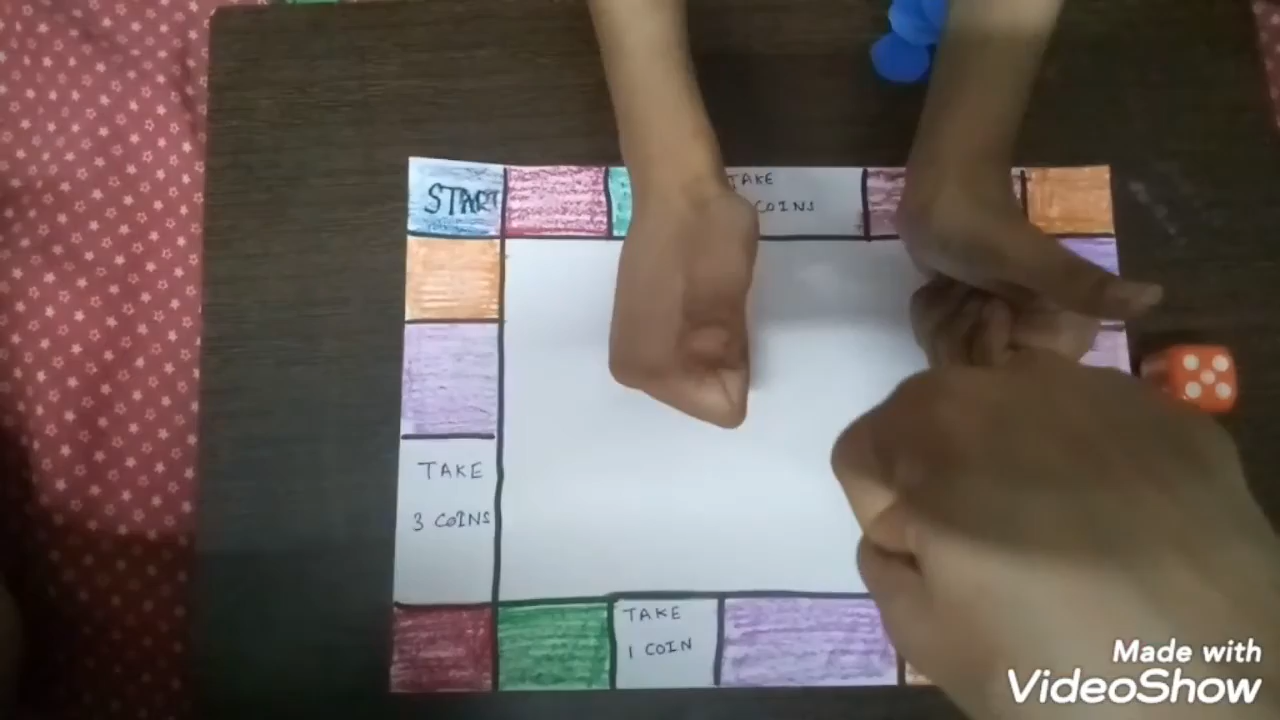 START
TAKE
COINS
TAKE
3 COINS
TAKE
1 COIN
Made with
VideoShow